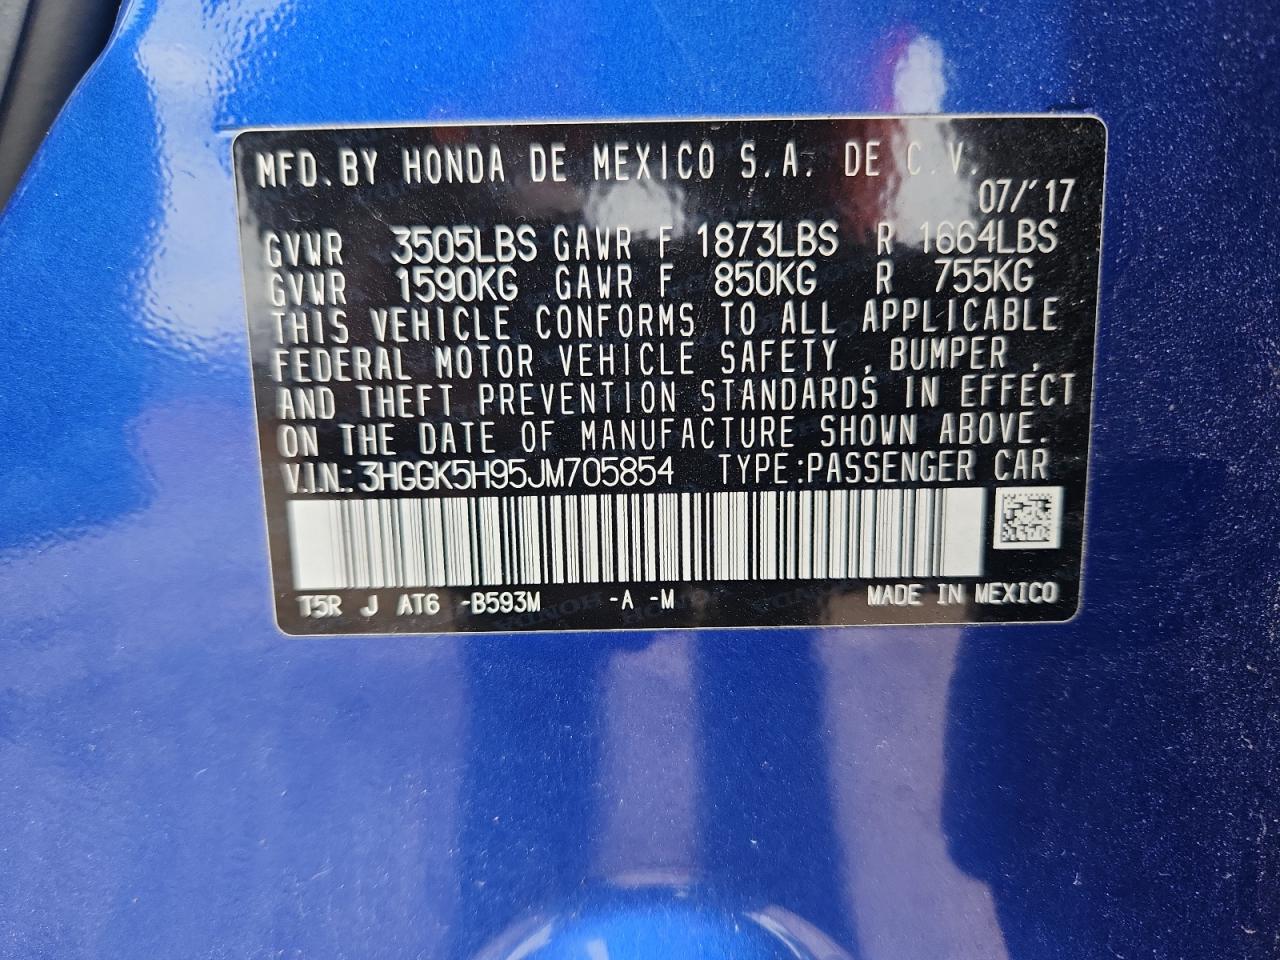 MFD.BY HONDA DE MEXICO S.A. DE C.V.
07/'17
GVWR 3505LBS GAWR F 1873LBS R 1664LBS
GVWR 1590KG GAWR F 850KG R 755KG
THIS VEHICLE CONFORMS TO ALL APPLICABLE
FEDERAL MOTOR VEHICLE SAFETY , BUMPER ,
AND THEFT PREVENTION STANDARDS IN EFFECT
ON THE DATE OF MANUFACTURE SHOWN ABOVE.
V.I.N.: 3HGGK5H95JM705854 TYPE:PASSENGER CAR
T5R J AT6 -B593M -A -M MADE IN MEXICO